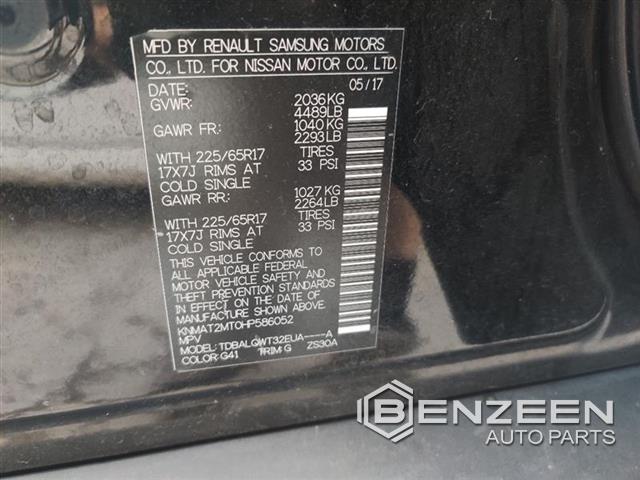 MFD BY RENAULT SAMSUNG MOTORS
CO., LTD. FOR NISSAN MOTOR CO., LTD.
DATE: 05/17
GVWR: 2036KG
4489LB
GAWR FR: 1040KG
2293LB
WITH 225/65R17 TIRES
17X7J RIMS AT 33 PSI
COLD SINGLE
GAWR RR: 1027KG
2264LB
WITH 225/65R17 TIRES
17X7J RIMS AT 33 PSI
COLD SINGLE
THIS VEHICLE CONFORMS TO
ALL APPLICABLE FEDERAL
MOTOR VEHICLE SAFETY AND
THEFT PREVENTION STANDARDS
IN EFFECT ON THE DATE OF
MANUFACTURE SHOWN ABOVE.
KNMAT2MT0HP586052
MPV
MODEL: TDBALQWT32EUA----A
COLOR: G41 TRIM: G ZS30A
BENZEEN
AUTO PARTS